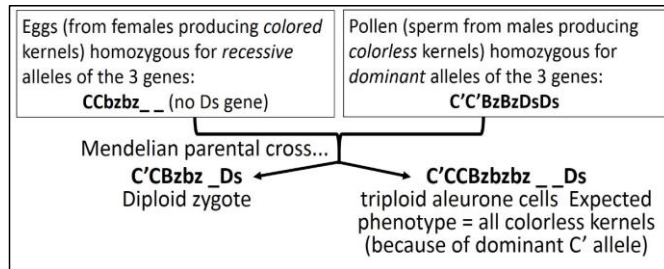 Eggs (from females producing colored
kernels) homozygous for recessive
alleles of the 3 genes:
CCbzbz_ _ (no Ds gene)
Pollen (sperm from males producing
colorless kernels) homozygous for
dominant alleles of the 3 genes:
C’C’BzBzDsDs
Mendelian parental cross...
C’CBzbz _Ds
Diploid zygote
C’CCBzbzbz _ _Ds
triploid aleurone cells Expected
phenotype = all colorless kernels
(because of dominant C’ allele)